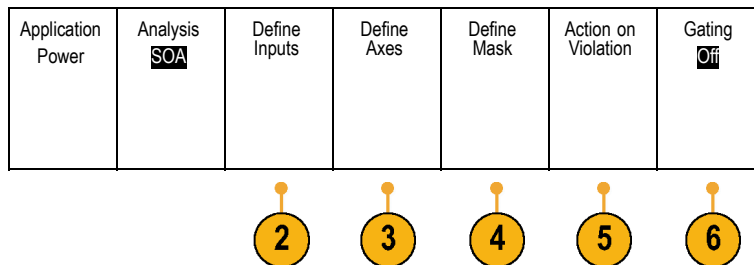 Application Power
Analysis SOA
Define Inputs
Define Axes
Define Mask
Action on Violation
Gating Off
2 3 4 5 6